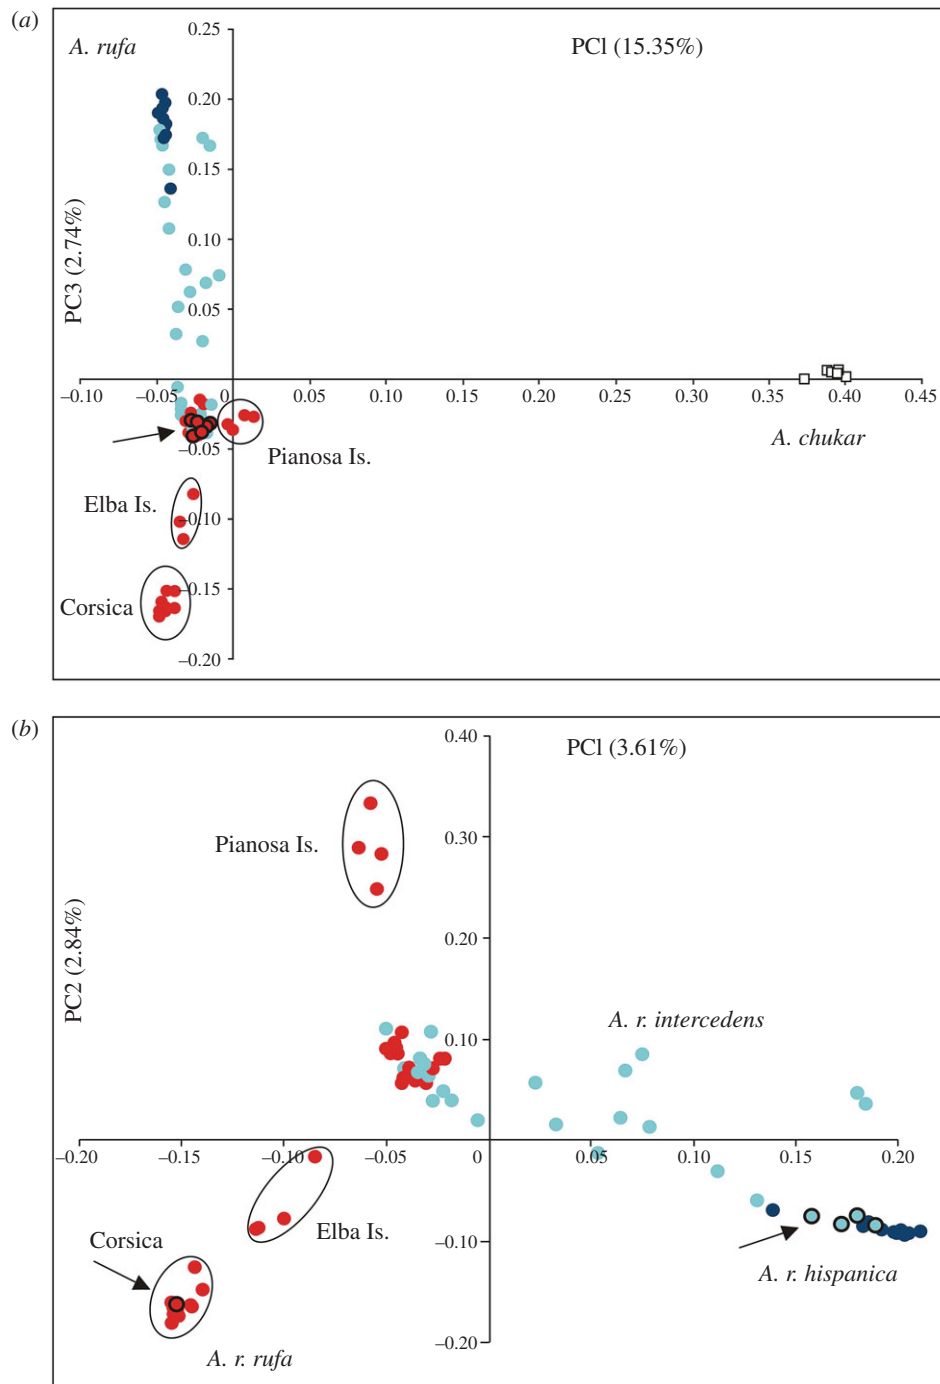 (a)
A. rufa
PCl (15.35%)
PC3 (2.74%)
0.25
0.20
0.15
0.10
0.05
–0.10
–0.05
0
0.05
0.10
0.15
0.20
0.25
0.30
0.35
0.40
0.45
A. chukar
–0.05
Pianosa Is.
Elba Is.
–0.10
Corsica
–0.15
–0.20
(b)
PCl (3.61%)
PC2 (2.84%)
0.40
0.30
Pianosa Is.
0.20
0.10
A. r. intercedens
–0.20
–0.15
–0.10
–0.05
0
0.05
0.10
0.15
0.20
Elba Is.
Corsica
–0.10
A. r. hispanica
A. r. rufa
–0.20